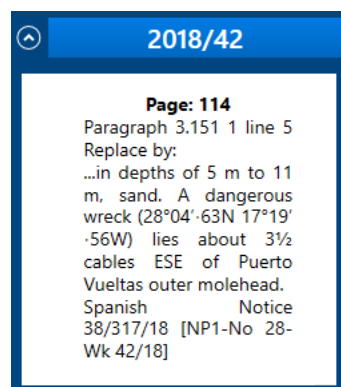 2018/42
Page: 114
Paragraph 3.151 1 line 5
Replace by:
...in depths of 5 m to 11
m, sand. A dangerous
wreck (28°04′·63N 17°19′
·56W) lies about 3½
cables ESE of Puerto
Vueltas outer molehead.
Spanish Notice
38/317/18 [NP1-No 28-
Wk 42/18]